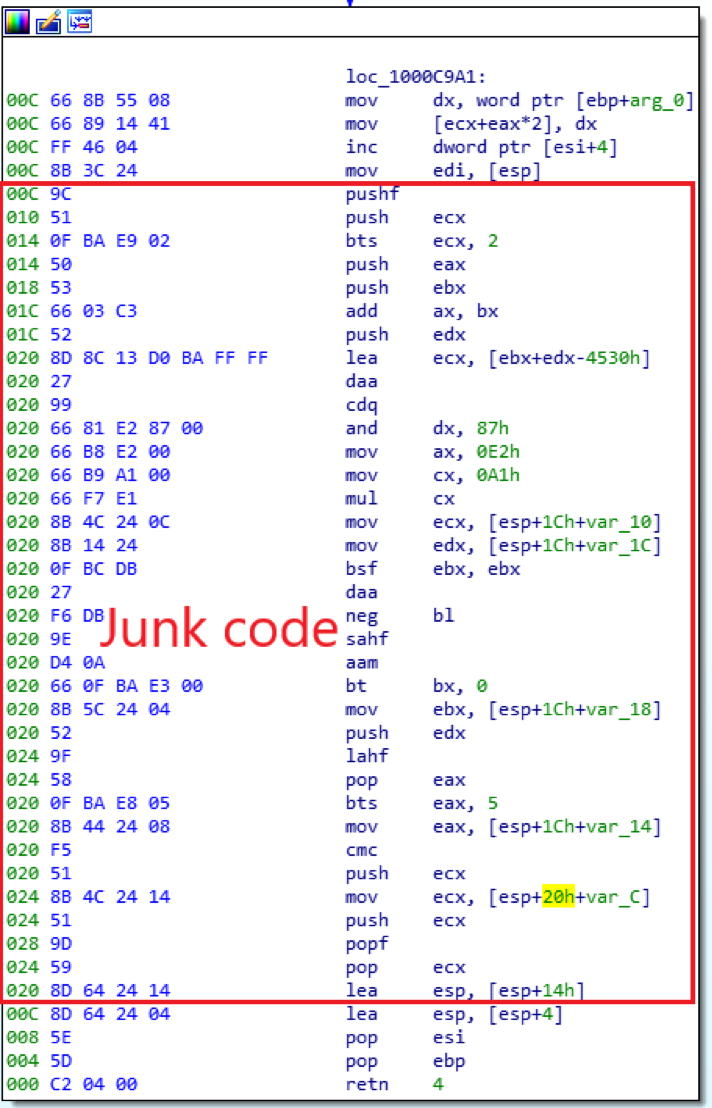 loc_1000C9A1:
00C 66 8B 55 08 mov dx, word ptr [ebp+arg_0]
00C 66 89 14 41 mov [ecx+eax*2], dx
00C FF 46 04 inc dword ptr [esi+4]
00C 8B 3C 24 mov edi, [esp]
00C 9C pushf
010 51 push ecx
014 0F BA E9 02 bts ecx, 2
014 50 push eax
018 53 push ebx
01C 66 03 C3 add ax, bx
01C 52 push edx
020 8D 8C 13 D0 BA FF FF lea ecx, [ebx+edx-4530h]
020 27 daa
020 99 cdq
020 66 81 E2 87 00 and dx, 87h
020 66 B8 E2 00 mov ax, 0E2h
020 66 B9 A1 00 mov cx, 0A1h
020 66 F7 E1 mul cx
020 8B 4C 24 0C mov ecx, [esp+1Ch+var_10]
020 8B 14 24 mov edx, [esp+1Ch+var_1C]
020 0F BC DB bsf ebx, ebx
020 27 daa
020 F6 DB neg bl
Junk code
020 9E sahf
020 D4 0A aam
020 66 0F BA E3 00 bt bx, 0
020 8B 5C 24 04 mov ebx, [esp+1Ch+var_18]
020 52 push edx
024 9F lahf
024 58 pop eax
020 0F BA E8 05 bts eax, 5
020 8B 44 24 08 mov eax, [esp+1Ch+var_14]
020 F5 cmc
020 51 push ecx
024 8B 4C 24 14 mov ecx, [esp+20h+var_C]
024 51 push ecx
028 9D popf
024 59 pop ecx
020 8D 64 24 14 lea esp, [esp+14h]
00C 8D 64 24 04 lea esp, [esp+4]
008 5E pop esi
004 5D pop ebp
000 C2 04 00 retn 4